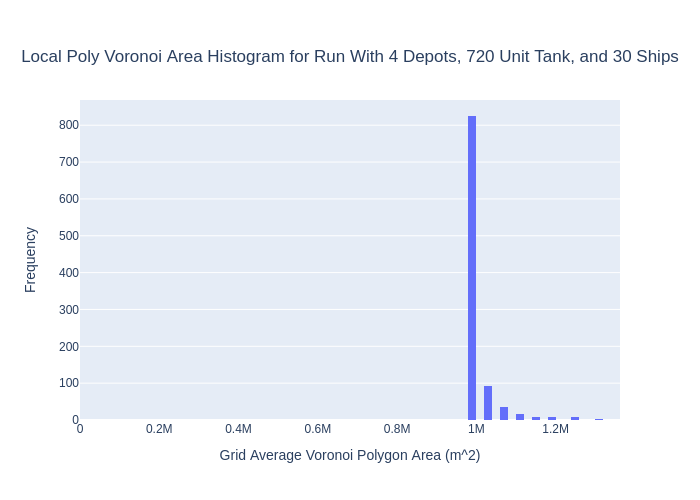 Local Poly Voronoi Area Histogram for Run With 4 Depots, 720 Unit Tank, and 30 Ships
800
700
600
500
400
300
200
100
0
Frequency
0 0.2M 0.4M 0.6M 0.8M 1M 1.2M
Grid Average Voronoi Polygon Area (m^2)